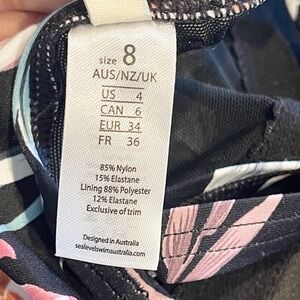 size 8
AUS/NZ/UK
US 4
CAN 6
EUR 34
FR 36
85% Nylon
15% Elastane
Lining 88% Polyester
12% Elastane
Exclusive of trim
Designed in Australia
sealevelswimaustralia.com